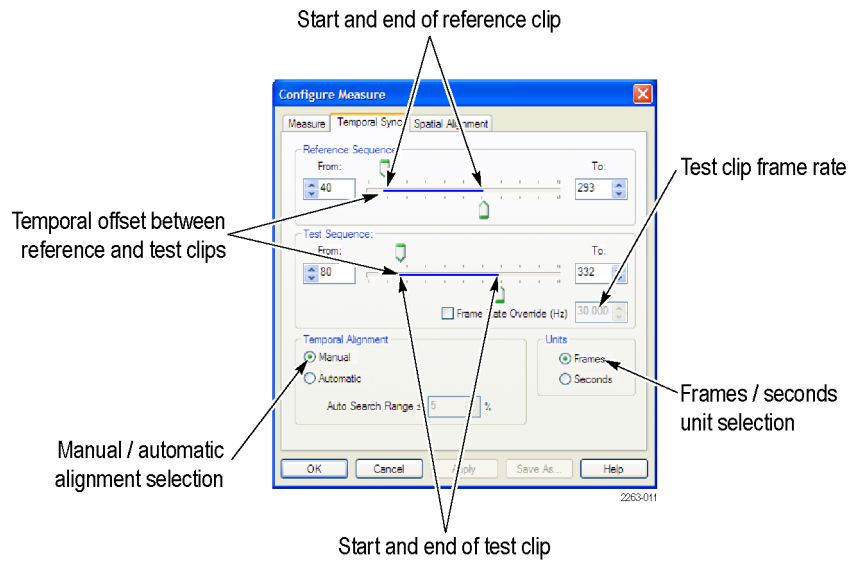 Start and end of reference clip
Configure Measure
Measure Temporal Sync Spatial Alignment
Reference Sequence
From: To:
40 293
Test clip frame rate
Temporal offset between
reference and test clips
Test Sequence:
From: To:
80 332
Frame Rate Override (Hz) 30.000
Temporal Alignment Units
Manual Frames
Automatic Seconds
Auto Search Range ± 5 %
Frames / seconds
unit selection
Manual / automatic
alignment selection
OK Cancel Apply Save As... Help
2263-011
Start and end of test clip